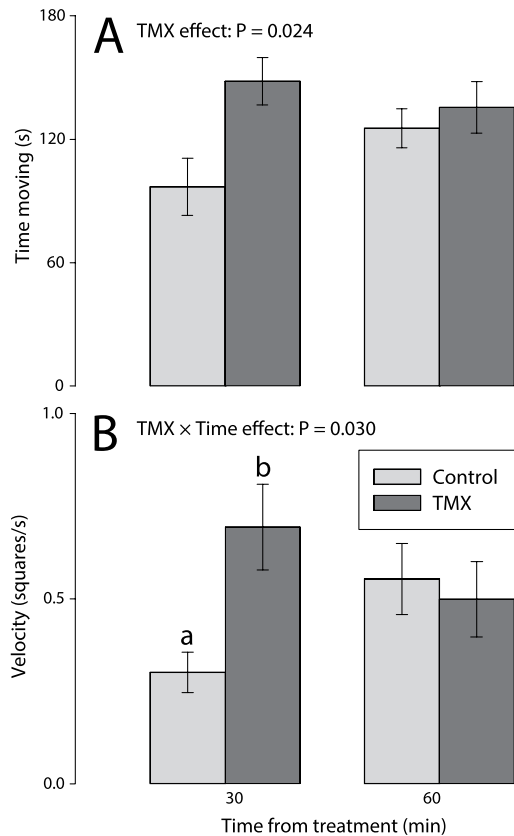 180
A TMX effect: P = 0.024
120
Time moving (s)
60
0
1.0
B TMX × Time effect: P = 0.030
b
Control
TMX
Velocity (squares/s)
0.5
a
0.0
30 60
Time from treatment (min)